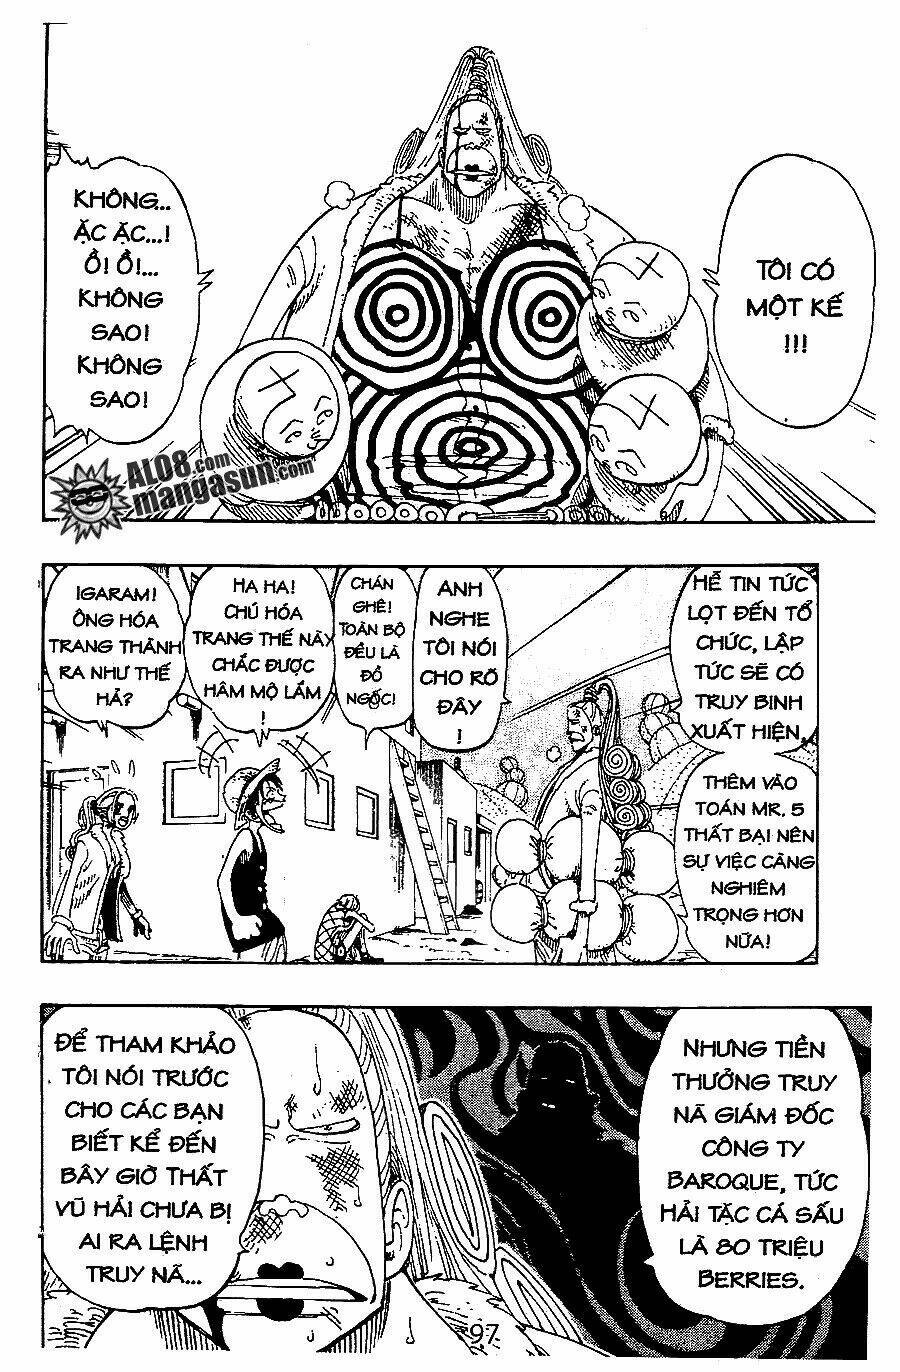 TÔI CÓ
MỘT KẾ
!!!
KHÔNG...
ẶC ẶC...!
ỒI ỒI...
KHÔNG
SAO!
KHÔNG
SAO!
ALO8.com
mangasun.com
HỄ TIN TỨC
LỌT ĐẾN TỔ
CHỨC, LẬP
TỨC SẼ CÓ
TRUY BINH
XUẤT HIỆN,
THÊM VÀO
TOÁN MR. 5
THẤT BẠI NÊN
SỰ VIỆC CÀNG
NGHIÊM
TRỌNG HƠN
NỮA!
ANH
NGHE
TÔI NÓI
CHO RÕ
ĐÂY
!
CHÁN
GHÊ!
TOÀN BỘ
ĐỀU LÀ
ĐỒ
NGỐC!
HA HA!
CHÚ HÓA
TRANG THẾ NÀY
CHẮC ĐƯỢC
HÂM MỘ LẮM
!
IGARAM!
ÔNG HÓA
TRANG THÀNH
RA NHƯ THẾ
HẢ?
NHƯNG TIỀN
THƯỞNG TRUY
NÃ GIÁM ĐỐC
CÔNG TY
BAROQUE, TỨC
HẢI TẶC CÁ SẤU
LÀ 80 TRIỆU
BERRIES.
ĐỂ THAM KHẢO
TÔI NÓI TRƯỚC
CHO CÁC BẠN
BIẾT KỂ ĐẾN
BÂY GIỜ THẤT
VŨ HẢI CHƯA BỊ
AI RA LỆNH
TRUY NÃ...
97